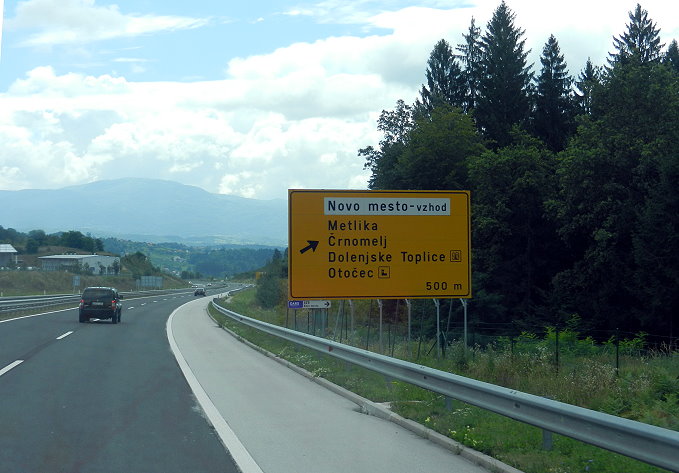 Novo mesto-vzhod
Metlika
Črnomelj
Dolenjske Toplice
Otočec
500 m